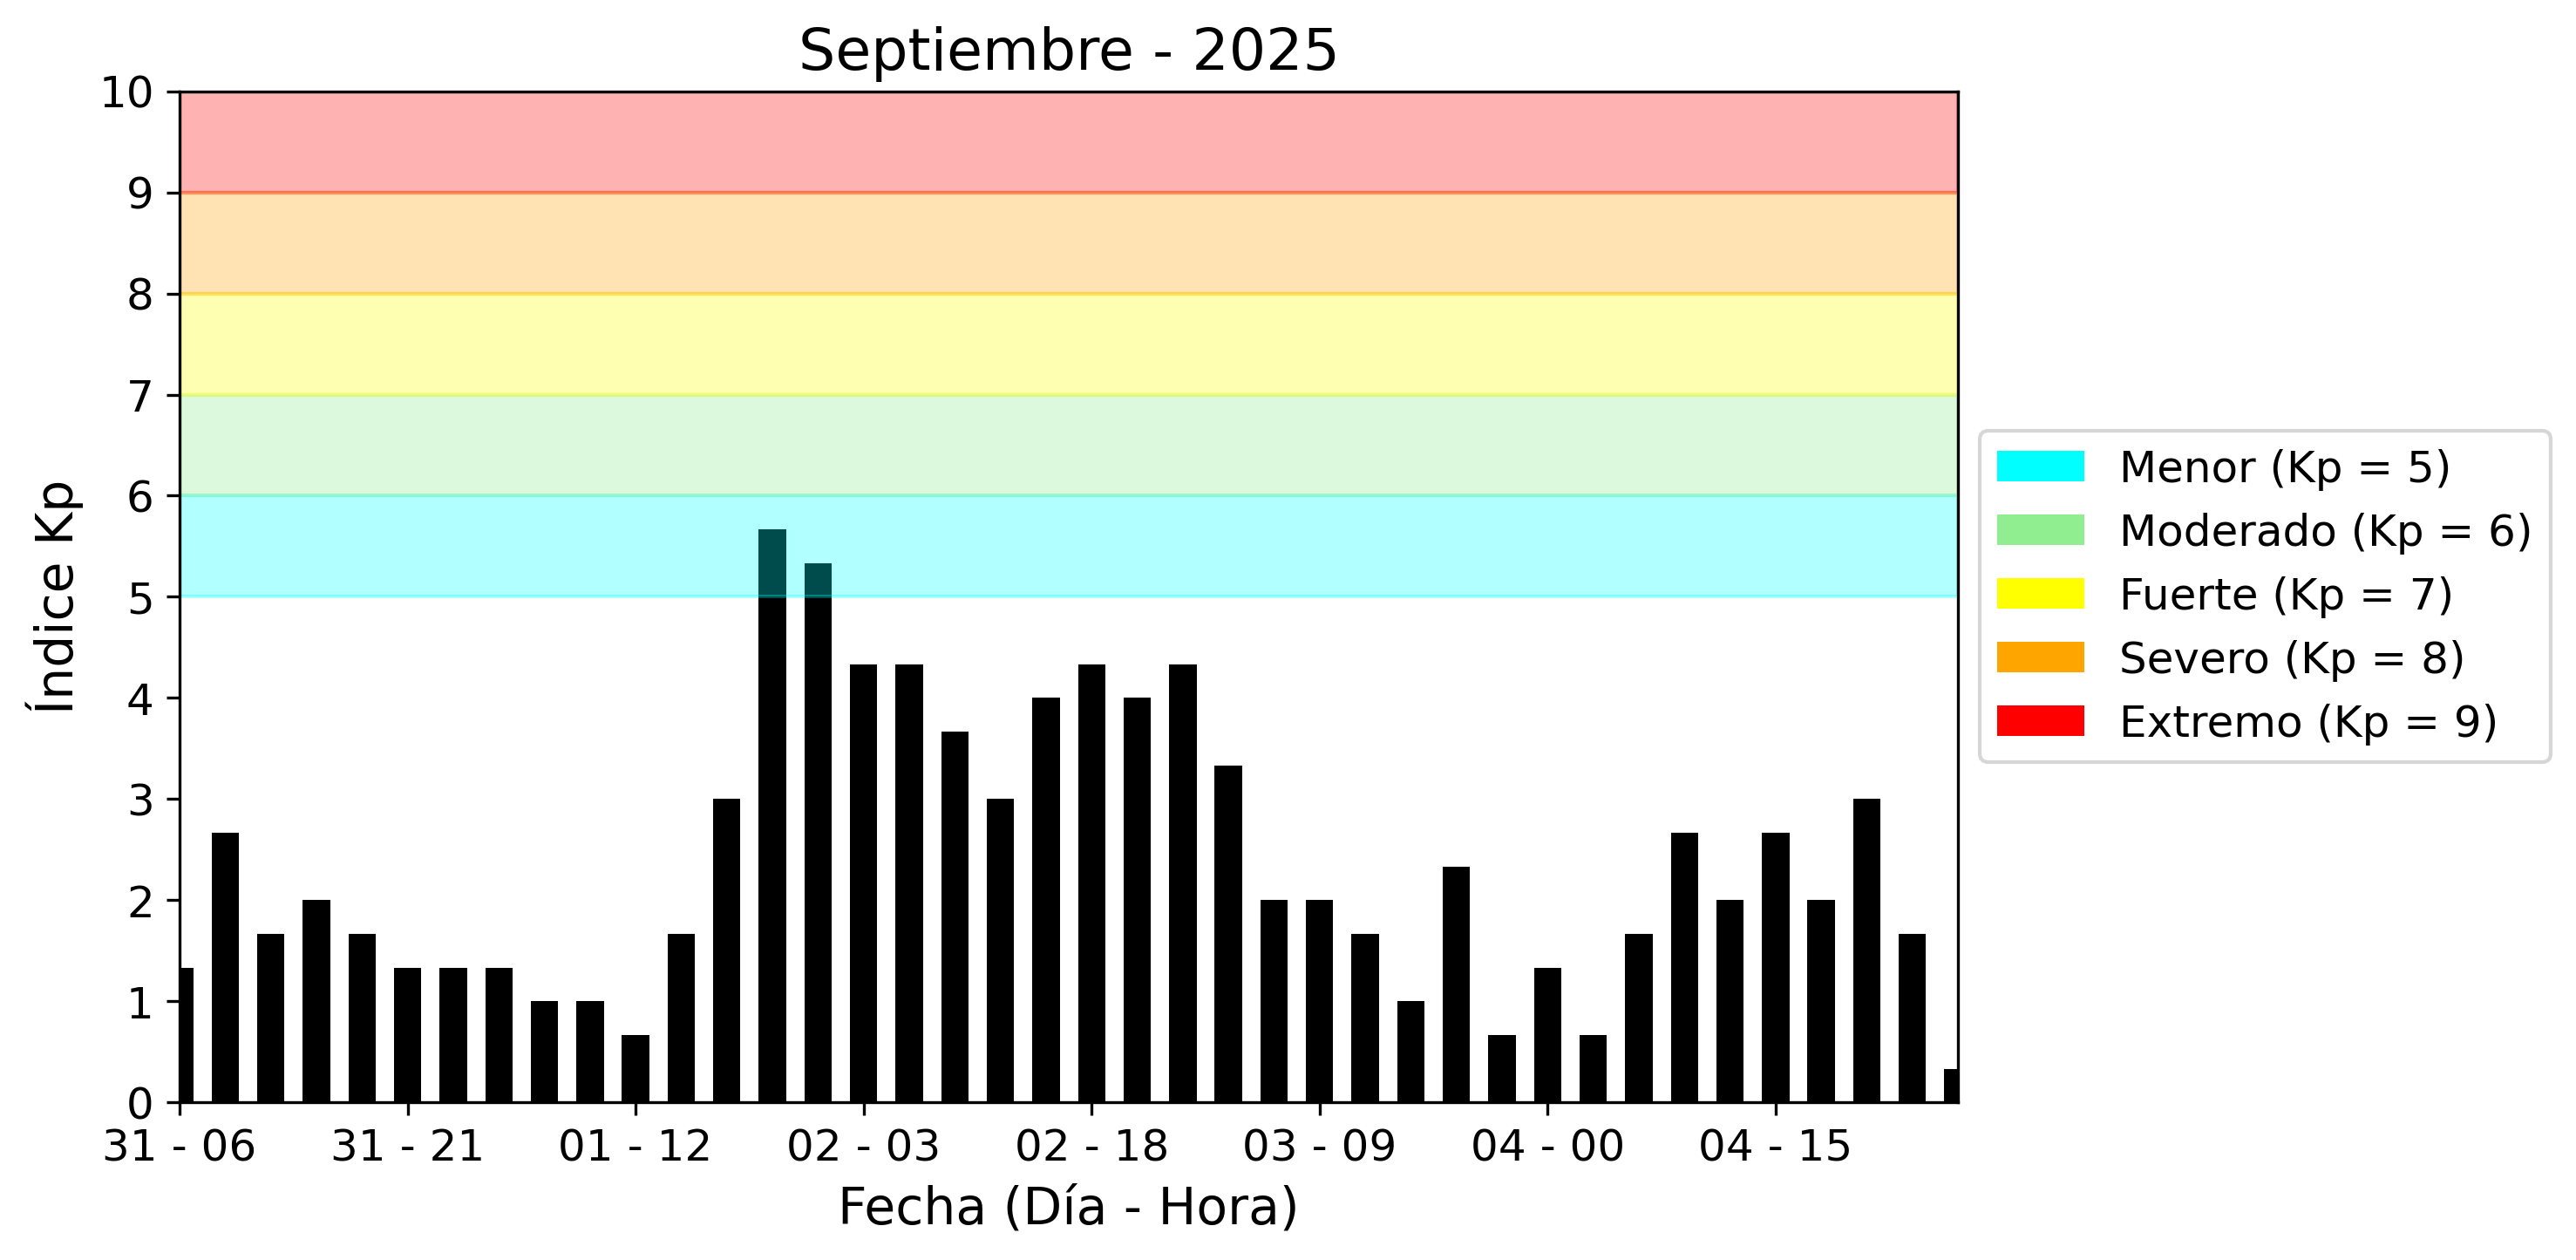 Septiembre - 2025
10
9
8
7
6
5
4
3
2
1
0
Índice Kp
31 - 06
31 - 21
01 - 12
02 - 03
02 - 18
03 - 09
04 - 00
04 - 15
Fecha (Día - Hora)
Menor (Kp = 5)
Moderado (Kp = 6)
Fuerte (Kp = 7)
Severo (Kp = 8)
Extremo (Kp = 9)